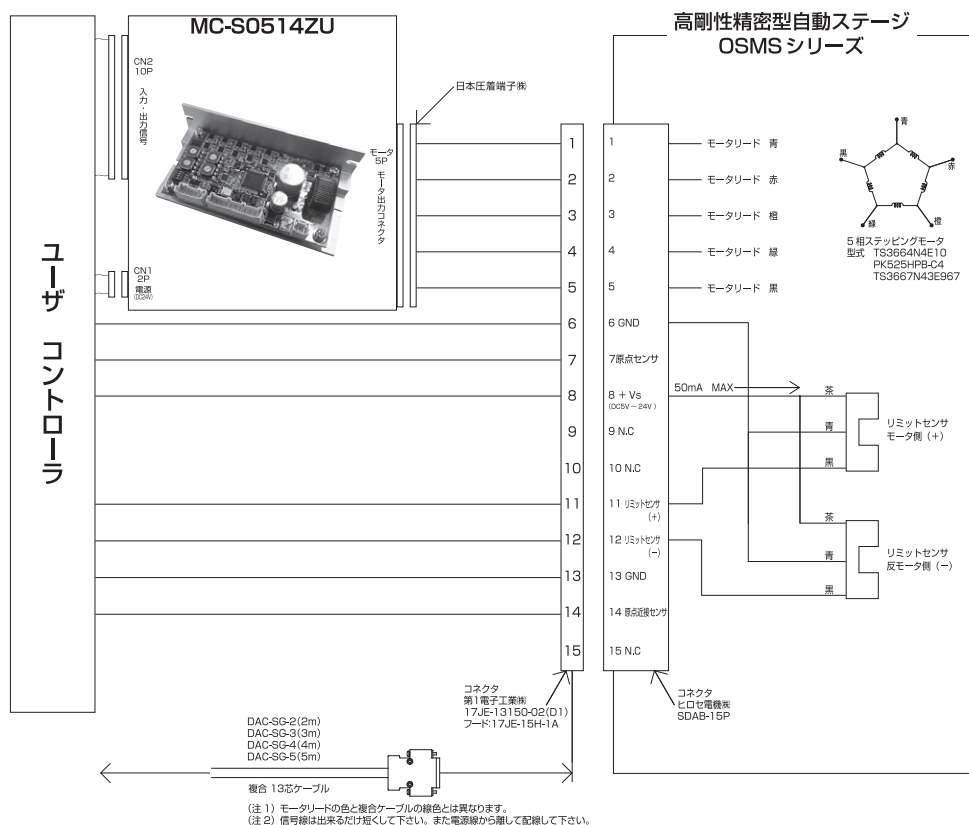 MC-S0514ZU
高剛性精密型自動ステージ
OSMSシリーズ
CN2
10P
入力・出力信号
日本圧着端子㈱
モータ
5P
モータ出力コネクタ
CN1
2P
電源
(DC24V)
ユーザ コントローラ
1
2
3
4
5
6
7
8
9
10
11
12
13
14
15
1
2
3
4
5
6 GND
7原点センサ
8 + Vs
(DC5V~24V)
9 N.C
10 N.C
11 リミットセンサ
(+)
12 リミットセンサ
(-)
13 GND
14 原点近接センサ
15 N.C
モータリード 青
モータリード 赤
モータリード 橙
モータリード 緑
モータリード 黒
青
黒
赤
緑
橙
5相ステッピングモータ
型式 TS3664N4E10
PK525HPB-C4
TS3667N43E967
50mA MAX
茶
青
黒
リミットセンサ
モータ側(+)
茶
青
黒
リミットセンサ
反モータ側(-)
コネクタ
第1電子工業㈱
17JE-13150-02(D1)
フード:17JE-15H-1A
コネクタ
ヒロセ電機㈱
SDAB-15P
DAC-SG-2(2m)
DAC-SG-3(3m)
DAC-SG-4(4m)
DAC-SG-5(5m)
複合 13芯ケーブル
(注1) モータリードの色と複合ケーブルの線色とは異なります。
(注2) 信号線は出来るだけ短くして下さい。また電源線から離して配線して下さい。